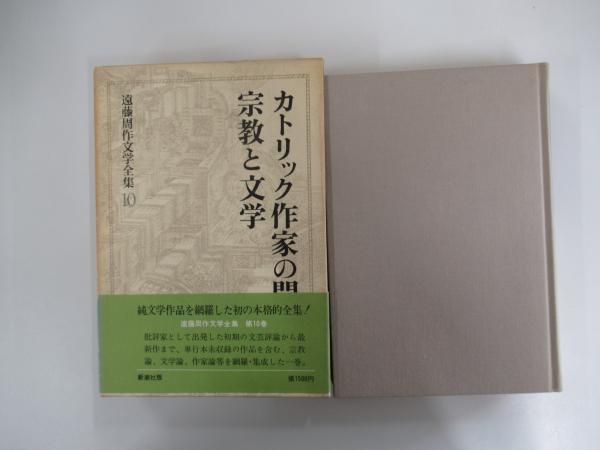 カトリック作家の問
宗教と文学
遠藤周作文学全集 10
純文学作品を網羅した初の本格的全集!
遠藤周作文学全集 第10巻
批評家として出発した初期の文芸評論から最
新作まで、単行本未収録の作品を含む、宗教
論、文学論、作家論等を網羅・集成した一巻。
新潮社版
價1500円